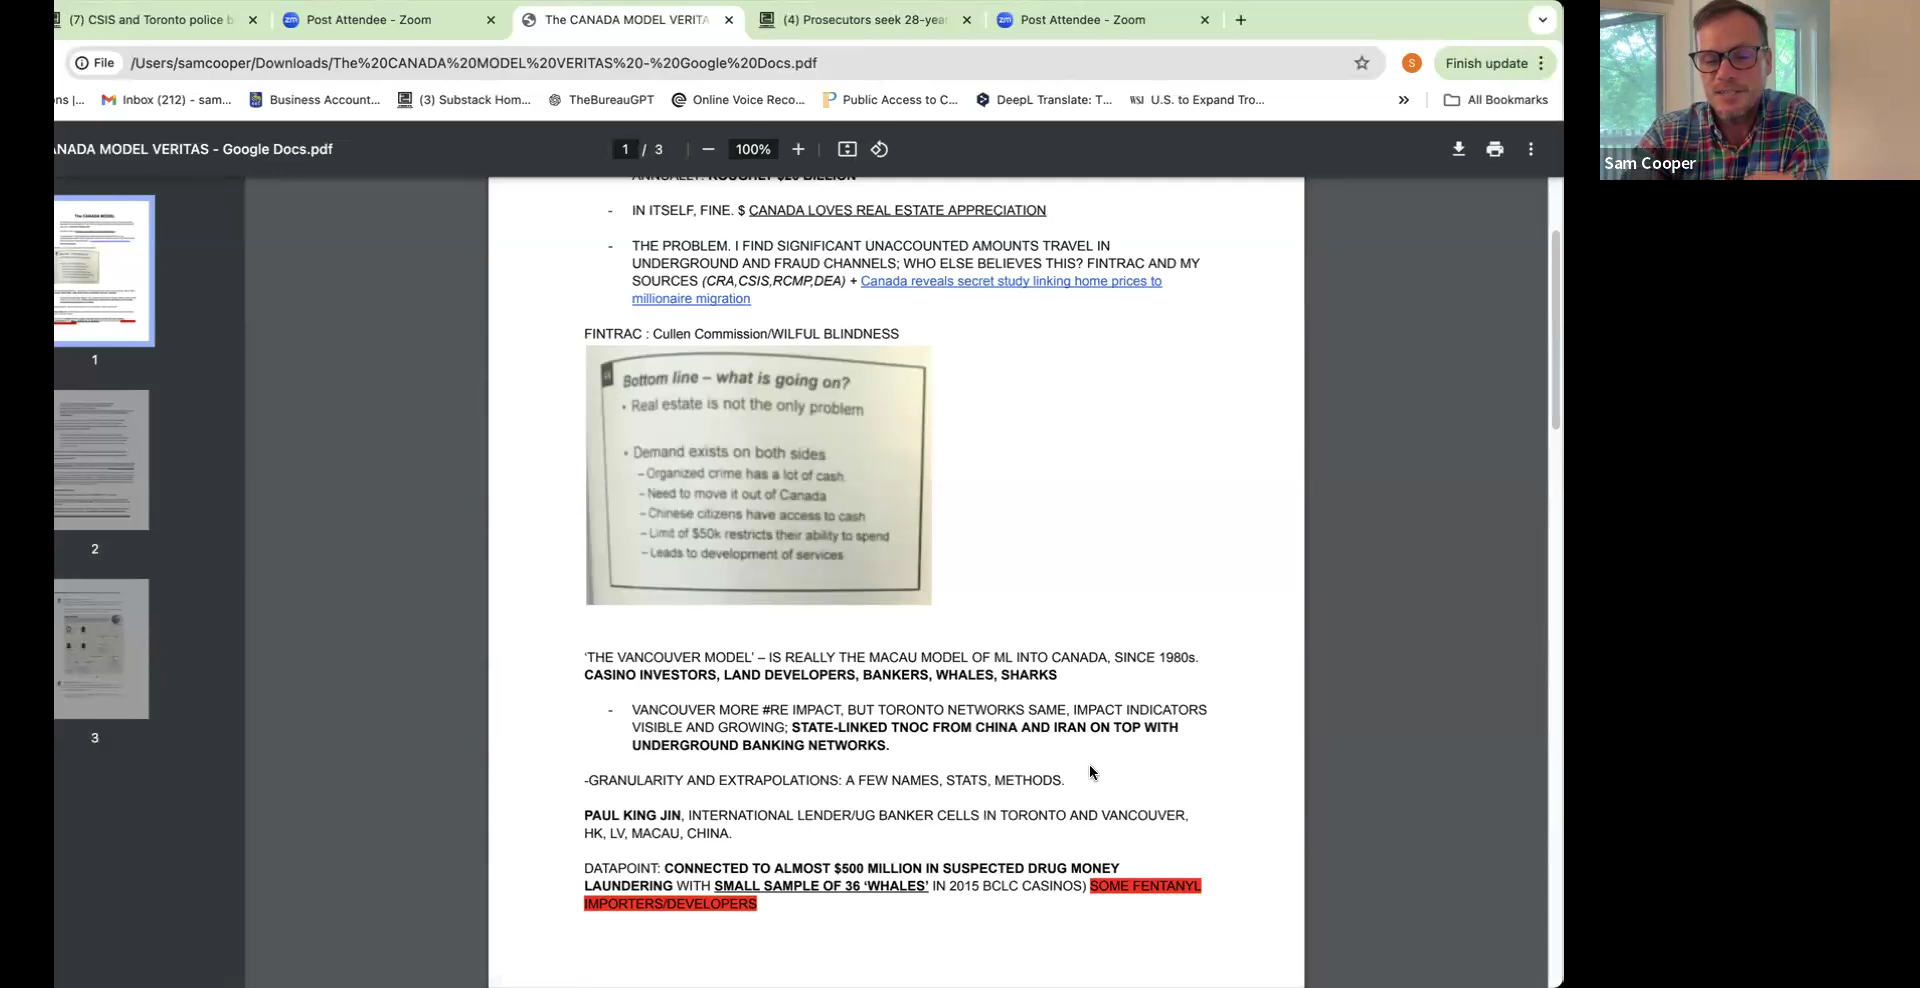 (7) CSIS and Toronto police b
Post Attendee - Zoom
The CANADA MODEL VERITA
(4) Prosecutors seek 28-yea
Post Attendee - Zoom
File
/Users/samcooper/Downloads/The%20CANADA%20MODEL%20VERITAS%20-%20Google%20Docs.pdf
S
Finish update
ns |...
Inbox (212) - sam...
Business Account...
(3) Substack Hom...
TheBureauGPT
Online Voice Reco...
Public Access to C...
DeepL Translate: T...
WSJ
U.S. to Expand Tro...
All Bookmarks
ANADA MODEL VERITAS - Google Docs.pdf
1 / 3
100%
Sam Cooper
The CANADA MODEL
1
2
3
ANNUALLY: ROUGHLY $20 BILLION
- IN ITSELF, FINE. $ CANADA LOVES REAL ESTATE APPRECIATION
- THE PROBLEM. I FIND SIGNIFICANT UNACCOUNTED AMOUNTS TRAVEL IN
UNDERGROUND AND FRAUD CHANNELS; WHO ELSE BELIEVES THIS? FINTRAC AND MY
SOURCES (CRA,CSIS,RCMP,DEA) + Canada reveals secret study linking home prices to
millionaire migration
FINTRAC : Cullen Commission/WILFUL BLINDNESS
Bottom line – what is going on?
• Real estate is not the only problem
• Demand exists on both sides
– Organized crime has a lot of cash
– Need to move it out of Canada
– Chinese citizens have access to cash
– Limit of $50k restricts their ability to spend
– Leads to development of services
‘THE VANCOUVER MODEL’ – IS REALLY THE MACAU MODEL OF ML INTO CANADA, SINCE 1980s.
CASINO INVESTORS, LAND DEVELOPERS, BANKERS, WHALES, SHARKS
- VANCOUVER MORE #RE IMPACT, BUT TORONTO NETWORKS SAME, IMPACT INDICATORS
VISIBLE AND GROWING; STATE-LINKED TNOC FROM CHINA AND IRAN ON TOP WITH
UNDERGROUND BANKING NETWORKS.
-GRANULARITY AND EXTRAPOLATIONS: A FEW NAMES, STATS, METHODS.
PAUL KING JIN, INTERNATIONAL LENDER/UG BANKER CELLS IN TORONTO AND VANCOUVER,
HK, LV, MACAU, CHINA.
DATAPOINT: CONNECTED TO ALMOST $500 MILLION IN SUSPECTED DRUG MONEY
LAUNDERING WITH SMALL SAMPLE OF 36 ‘WHALES’ IN 2015 BCLC CASINOS) SOME FENTANYL
IMPORTERS/DEVELOPERS